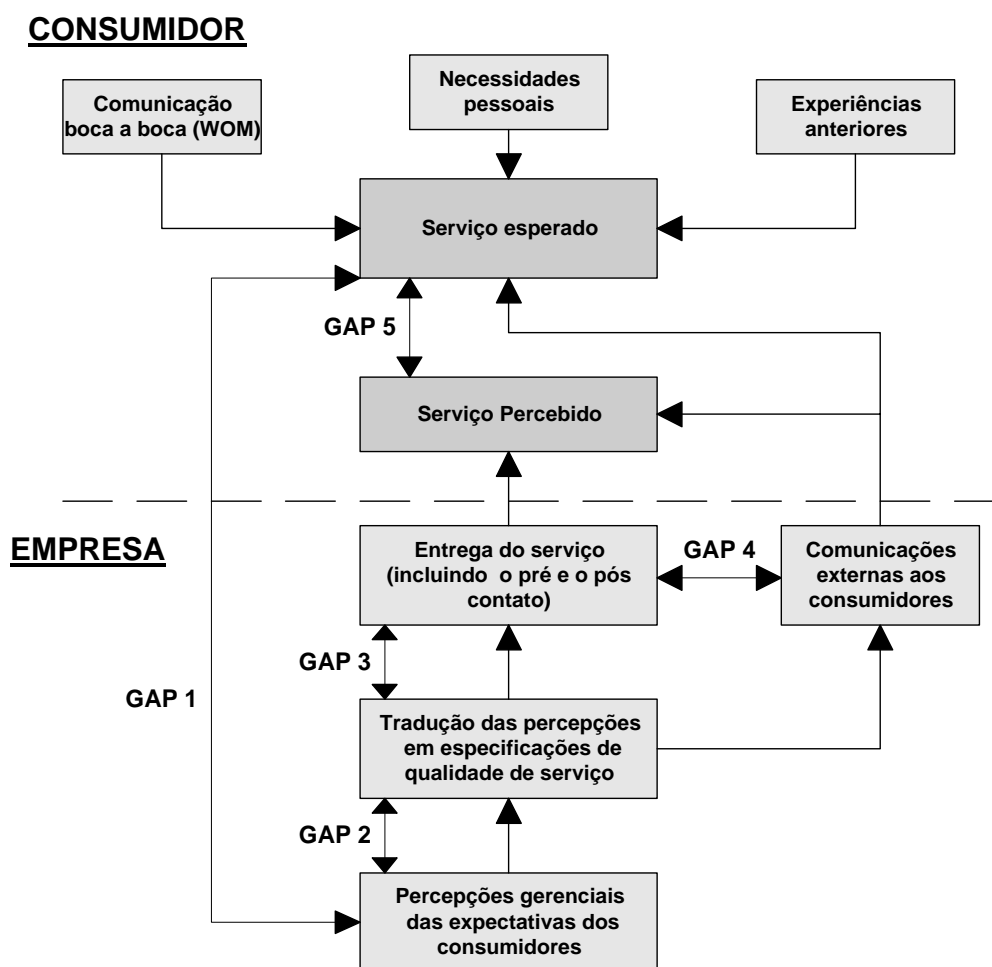 CONSUMIDOR
Necessidades
pessoais
Comunicação
boca a boca (WOM)
Experiências
anteriores
Serviço esperado
GAP 5
Serviço Percebido
EMPRESA
Entrega do serviço
(incluindo o pré e o pós
contato)
GAP 4
Comunicações
externas aos
consumidores
GAP 3
GAP 1
Tradução das percepções
em especificações de
qualidade de serviço
GAP 2
Percepções gerenciais
das expectativas dos
consumidores